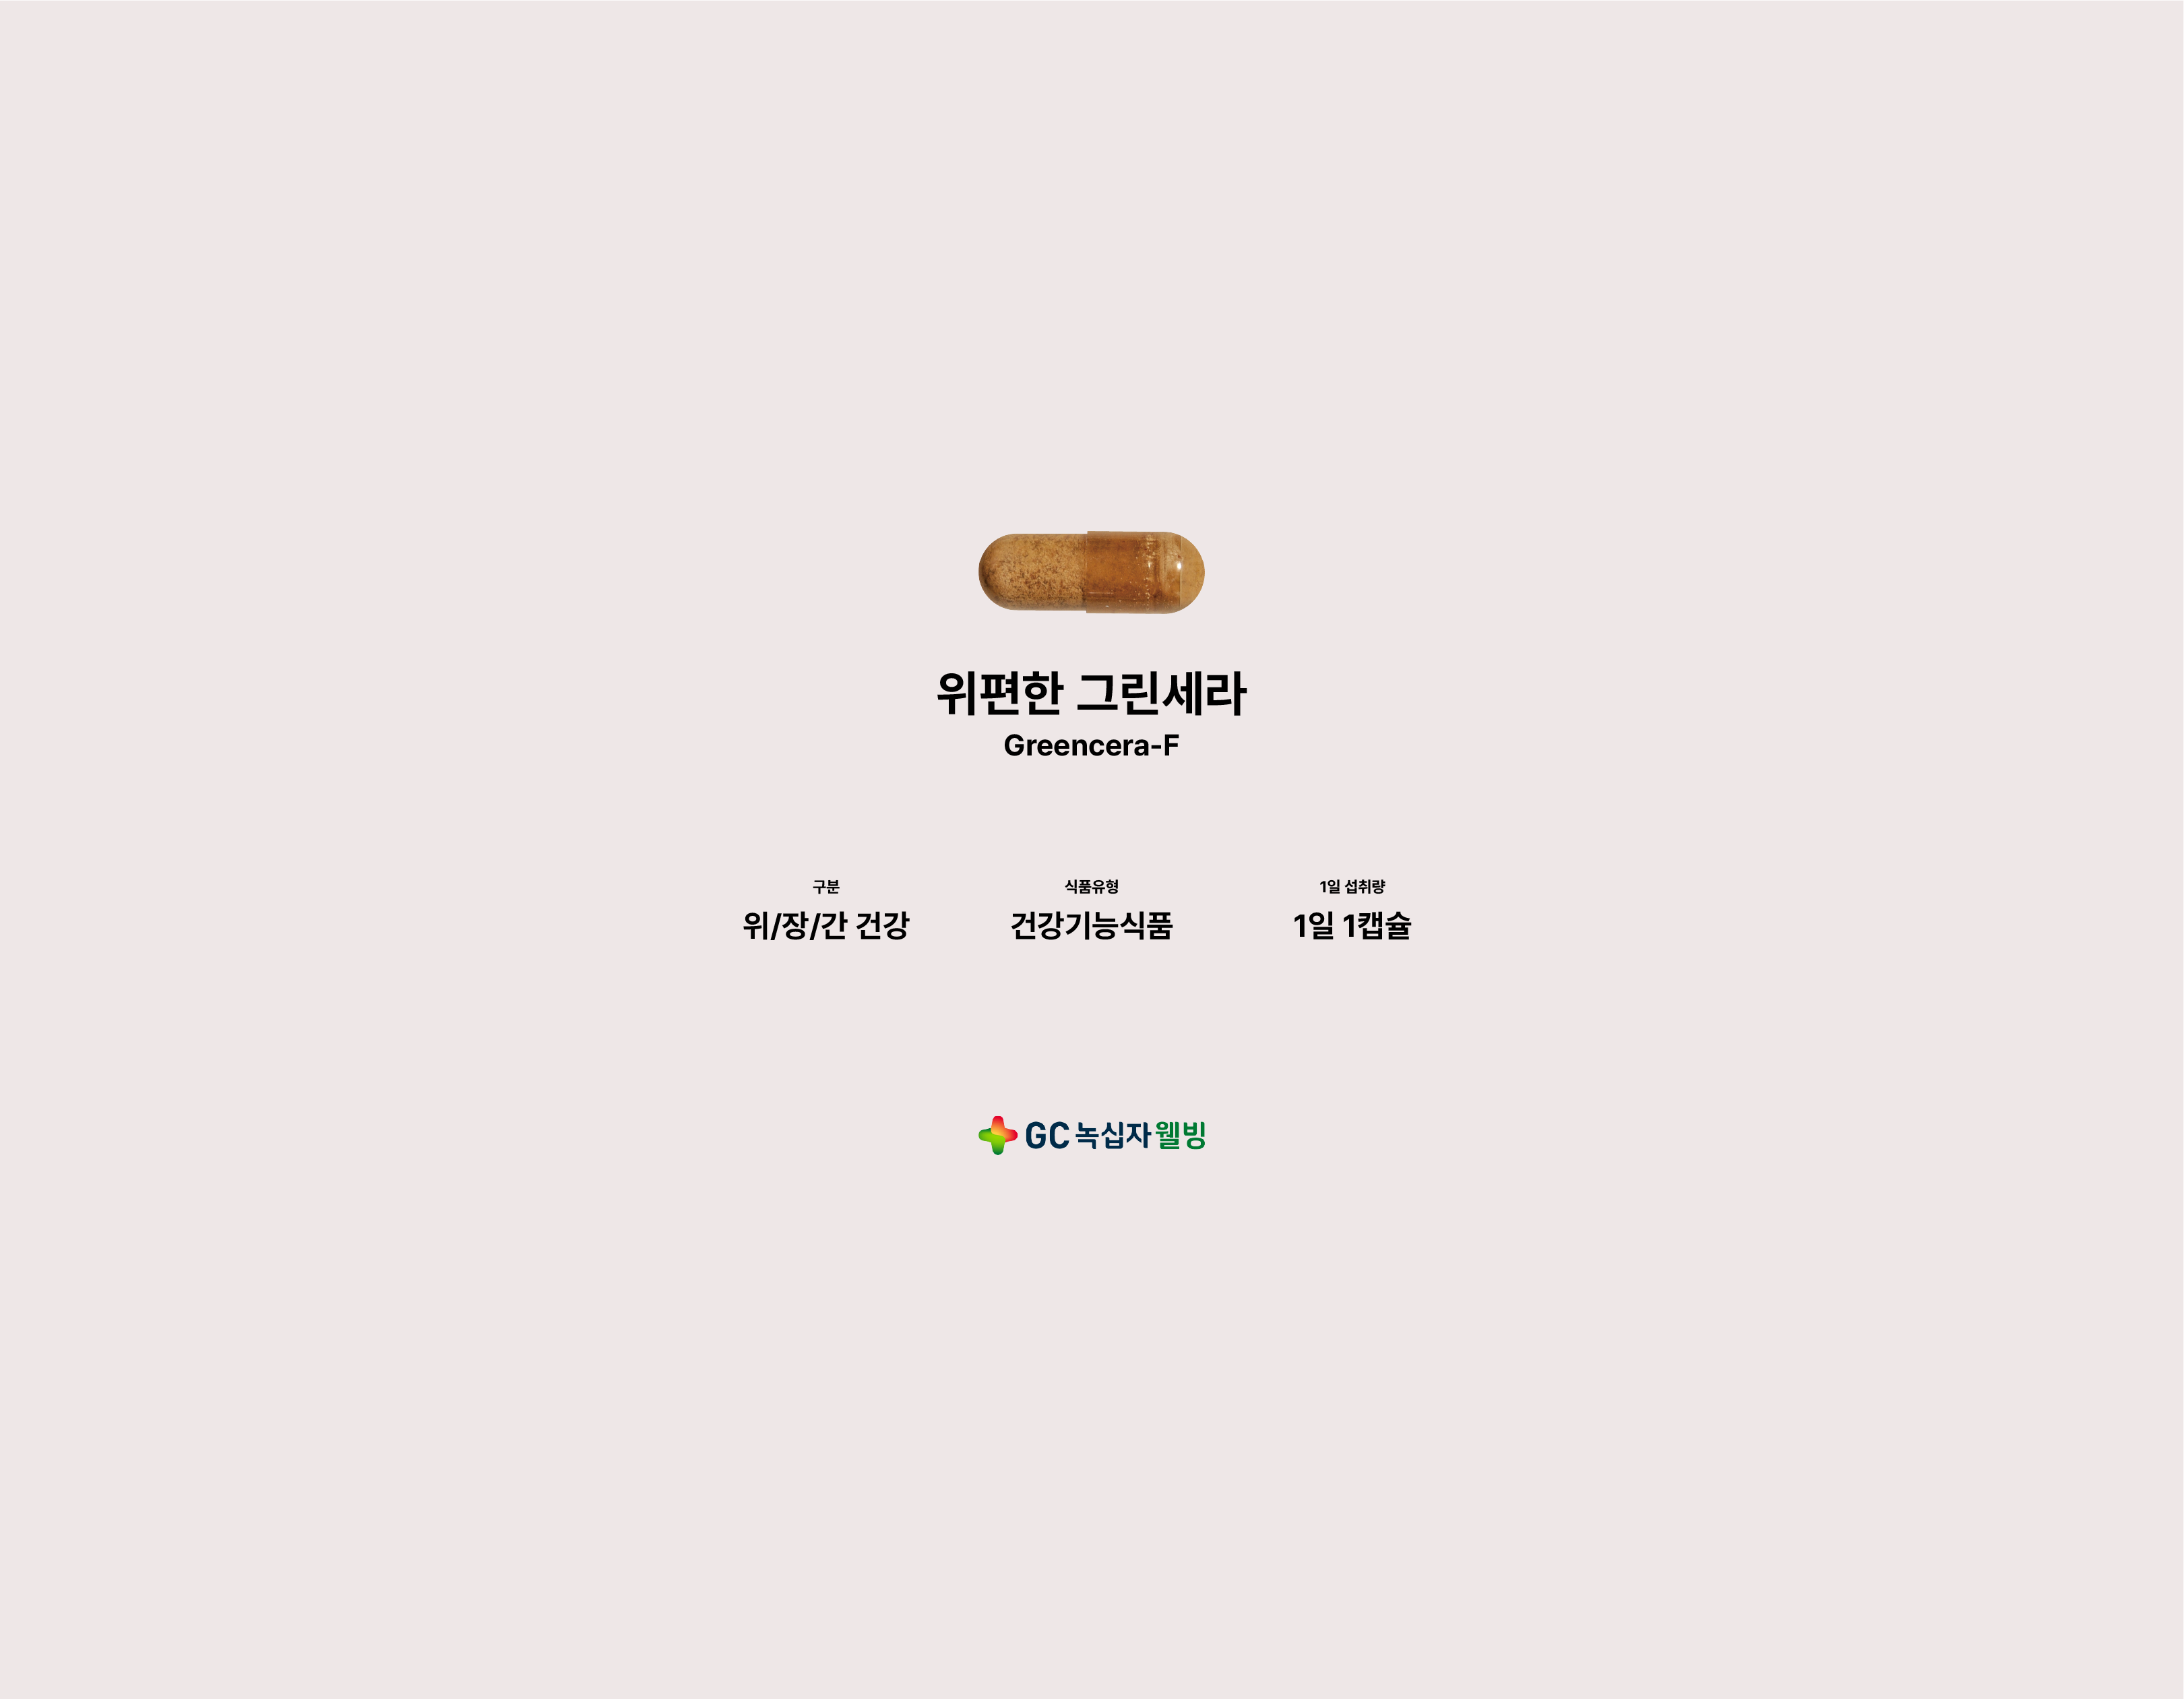 위편한 그린세라
Greencera-F
구분
위/장/간 건강
식품유형
건강기능식품
1일 섭취량
1일 1캡슐
GC 녹십자웰빙